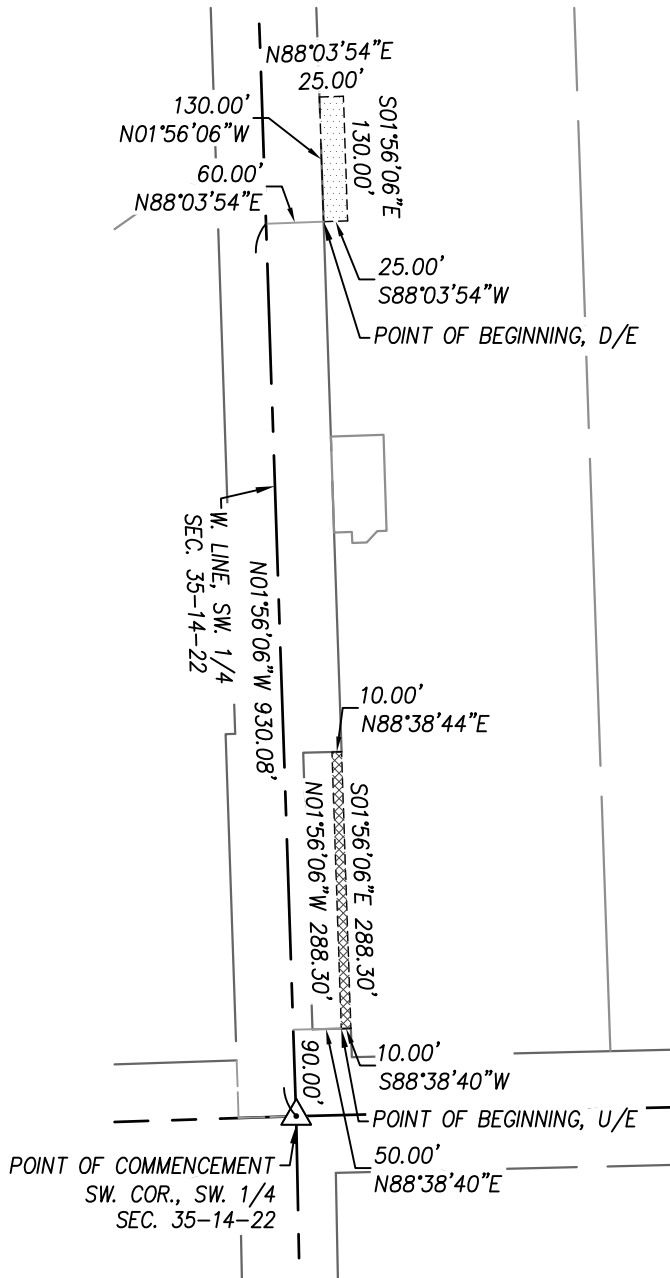 N88°03'54"E
25.00'
130.00'
N01°56'06"W
S01°56'06"E
130.00'
60.00'
N88°03'54"E
25.00'
S88°03'54"W
POINT OF BEGINNING, D/E
W. LINE, SW. 1/4
SEC. 35-14-22
N01°56'06"W 930.08'
10.00'
N88°38'44"E
N01°56'06"W 288.30'
S01°56'06"E 288.30'
90.00'
10.00'
S88°38'40"W
POINT OF BEGINNING, U/E
50.00'
N88°38'40"E
POINT OF COMMENCEMENT
SW. COR., SW. 1/4
SEC. 35-14-22